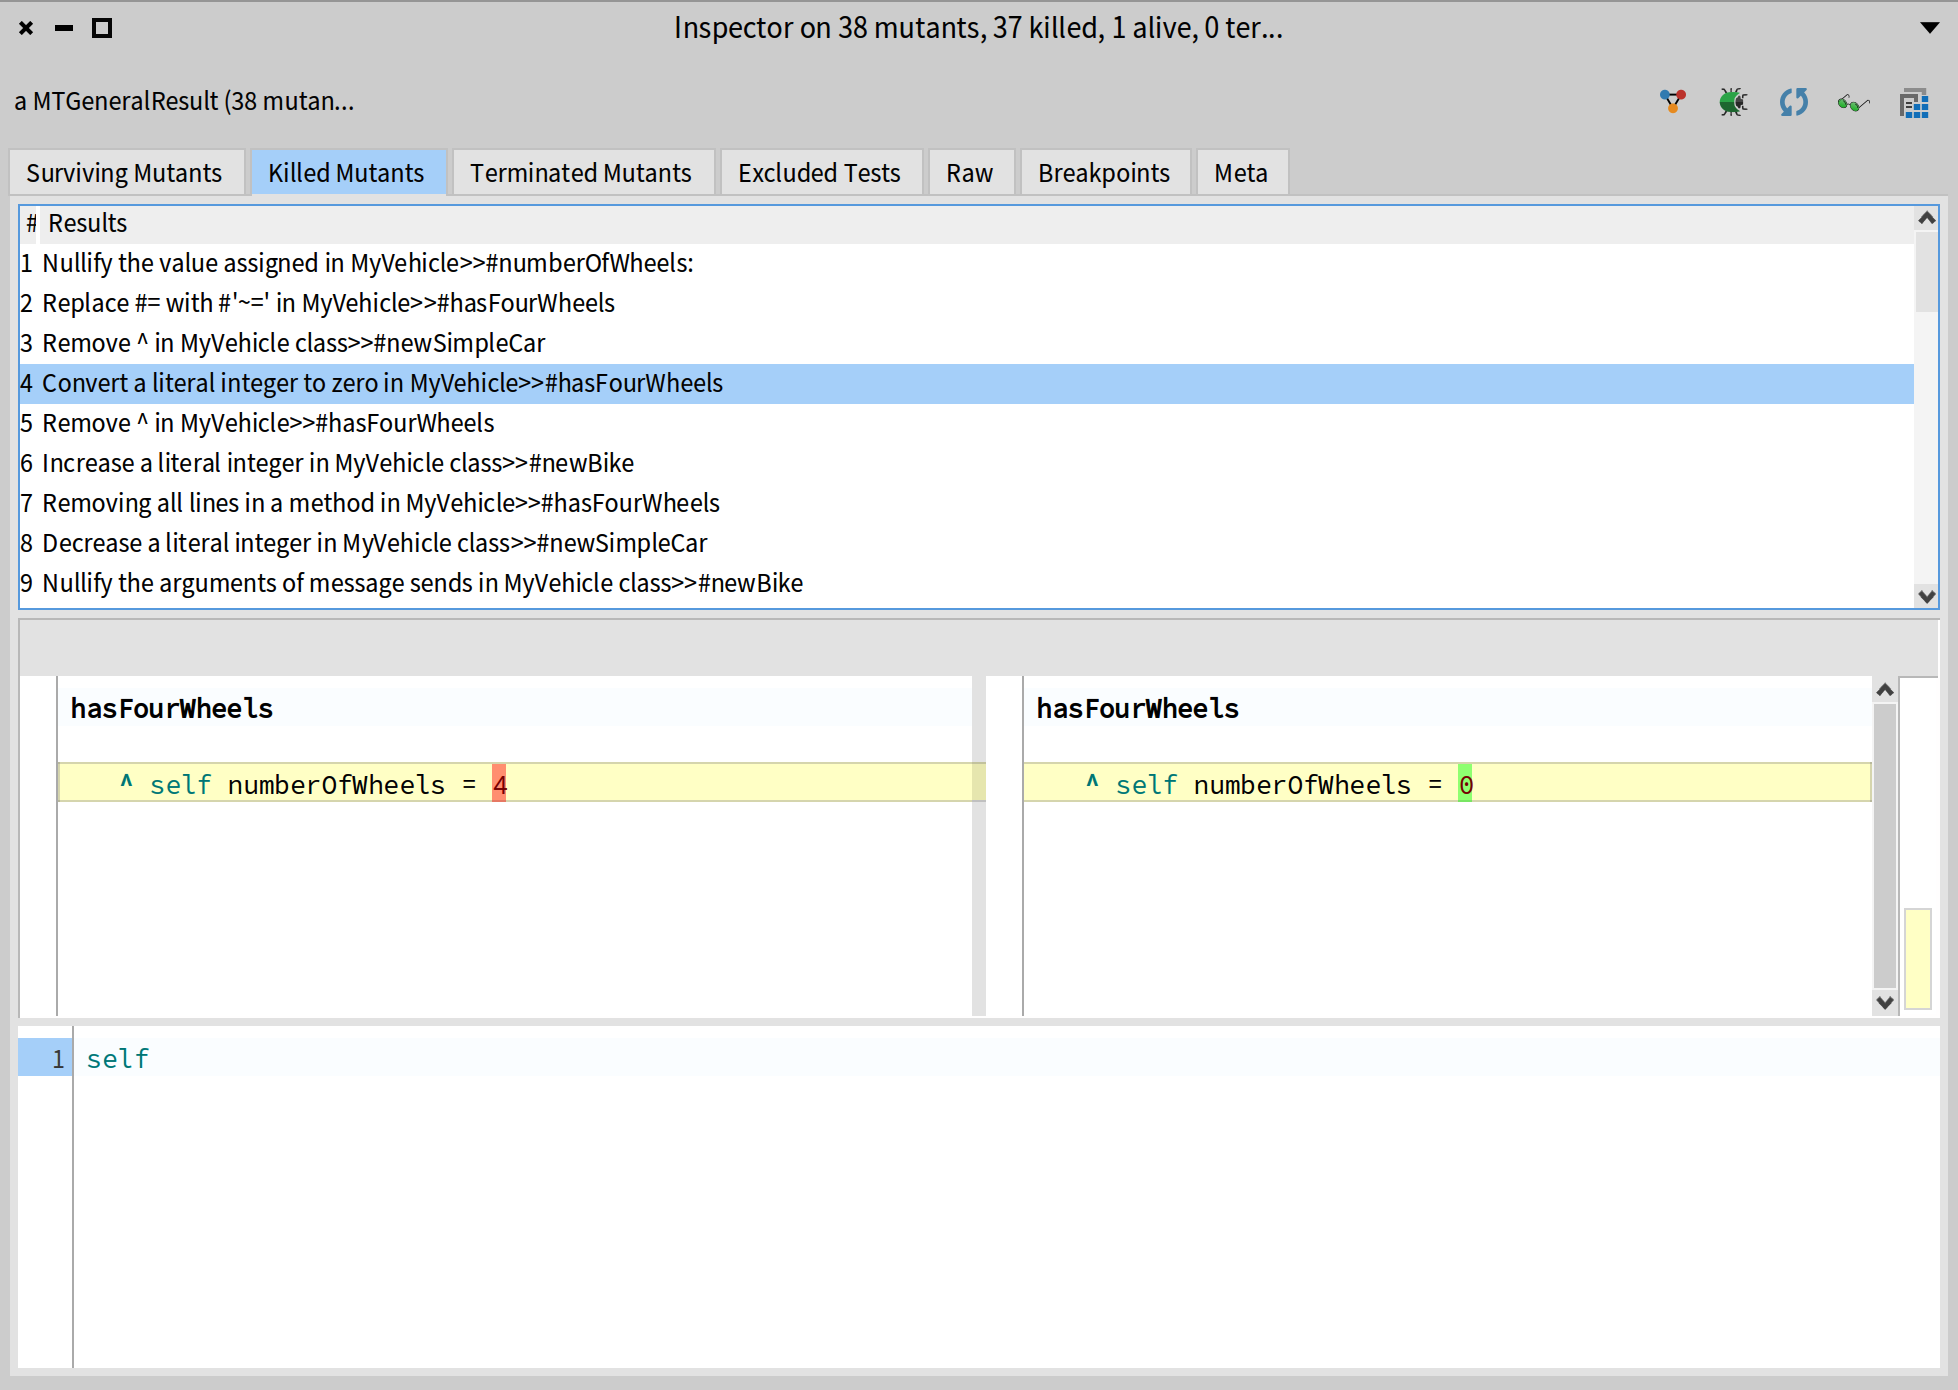 Inspector on 38 mutants, 37 killed, 1 alive, 0 ter...
a MTGeneralResult (38 mutan...
Surviving Mutants Killed Mutants Terminated Mutants Excluded Tests Raw Breakpoints Meta
# Results
1 Nullify the value assigned in MyVehicle>>#numberOfWheels:
2 Replace #= with #'~=' in MyVehicle>>#hasFourWheels
3 Remove ^ in MyVehicle class>>#newSimpleCar
4 Convert a literal integer to zero in MyVehicle>>#hasFourWheels
5 Remove ^ in MyVehicle>>#hasFourWheels
6 Increase a literal integer in MyVehicle class>>#newBike
7 Removing all lines in a method in MyVehicle>>#hasFourWheels
8 Decrease a literal integer in MyVehicle class>>#newSimpleCar
9 Nullify the arguments of message sends in MyVehicle class>>#newBike
hasFourWheels
^ self numberOfWheels = 4
hasFourWheels
^ self numberOfWheels = 0
1 self